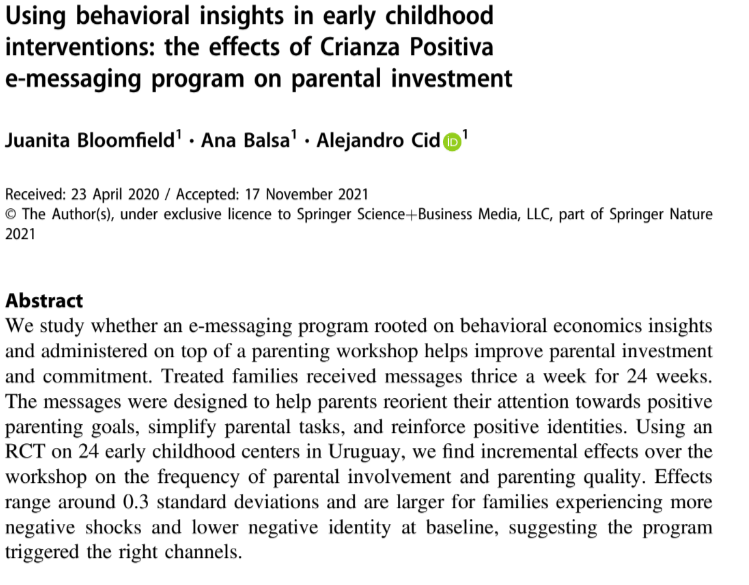 Using behavioral insights in early childhood
interventions: the effects of Crianza Positiva
e-messaging program on parental investment
Juanita Bloomfield1 · Ana Balsa1 · Alejandro Cid iD 1
Received: 23 April 2020 / Accepted: 17 November 2021
© The Author(s), under exclusive licence to Springer Science+Business Media, LLC, part of Springer Nature
2021
Abstract
We study whether an e-messaging program rooted on behavioral economics insights
and administered on top of a parenting workshop helps improve parental investment
and commitment. Treated families received messages thrice a week for 24 weeks.
The messages were designed to help parents reorient their attention towards positive
parenting goals, simplify parental tasks, and reinforce positive identities. Using an
RCT on 24 early childhood centers in Uruguay, we find incremental effects over the
workshop on the frequency of parental involvement and parenting quality. Effects
range around 0.3 standard deviations and are larger for families experiencing more
negative shocks and lower negative identity at baseline, suggesting the program
triggered the right channels.